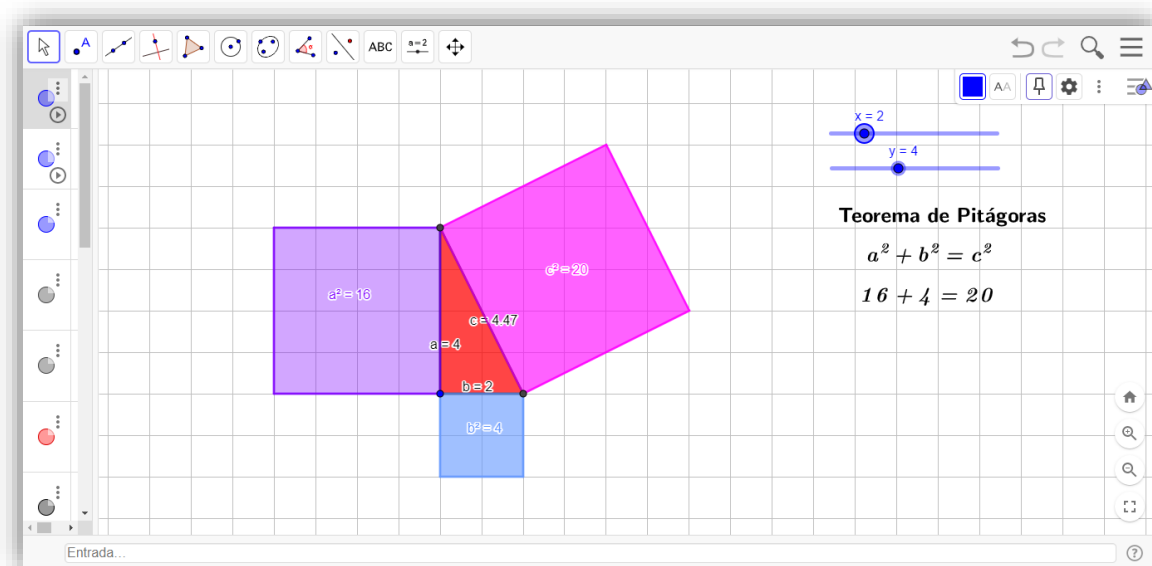 A
ABC
a=2
AA
x = 2
y = 4
Teorema de Pitágoras
a² + b² = c²
16 + 4 = 20
c² = 20
a² = 16
c = 4.47
a = 4
b = 2
b² = 4
Entrada...
?